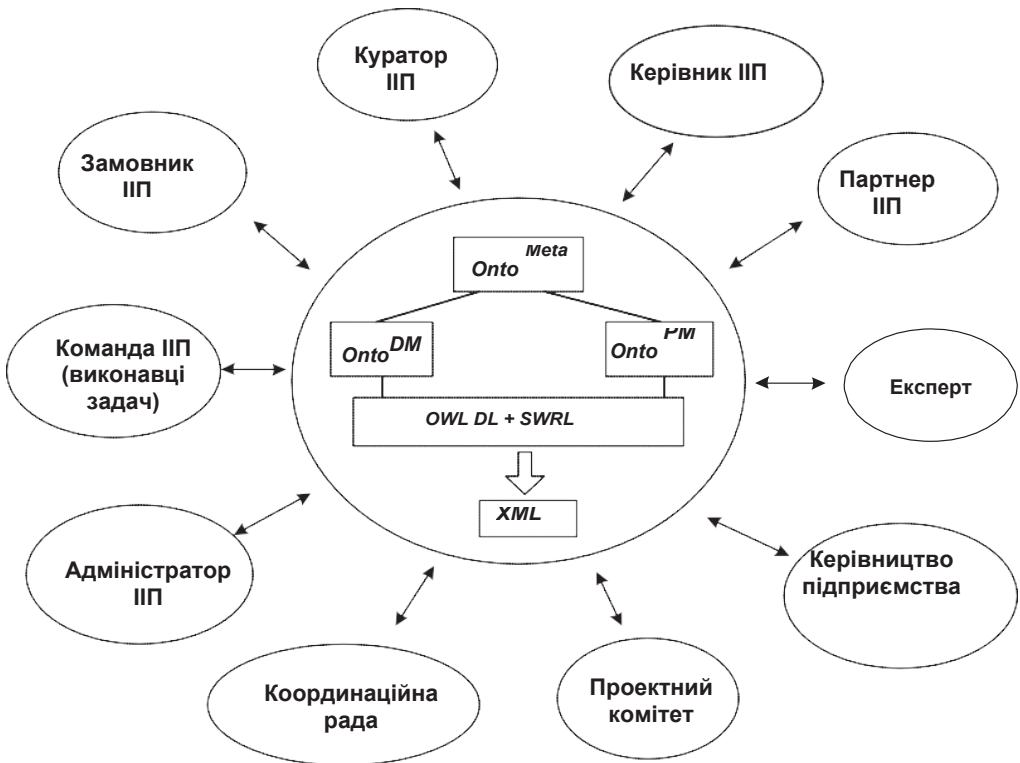 Куратор
ІІП
Керівник ІІП
Замовник
ІІП
Партнер
ІІП
Onto Meta
Onto DM
Onto PM
Команда ІІП
(виконавці
задач)
Експерт
OWL DL + SWRL
XML
Адміністратор
ІІП
Керівництво
підприємства
Координаційна
рада
Проектний
комітет